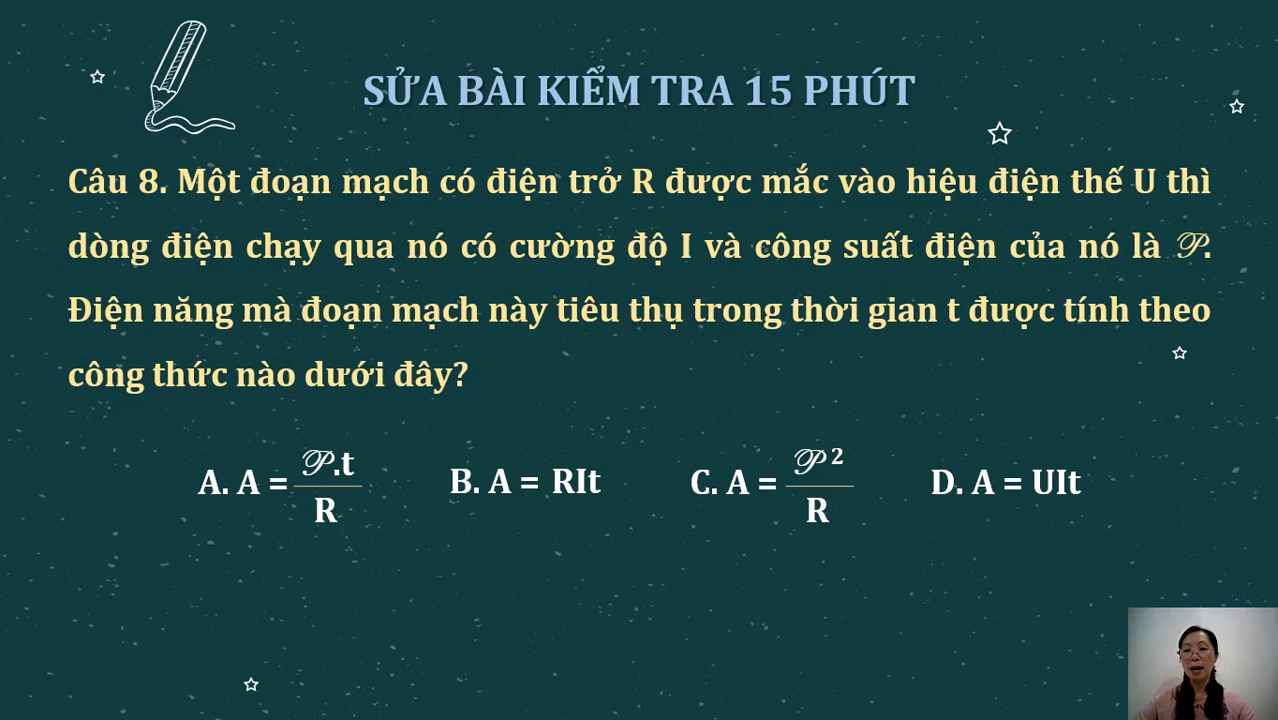 SỬA BÀI KIỂM TRA 15 PHÚT
Câu 8. Một đoạn mạch có điện trở R được mắc vào hiệu điện thế U thì
dòng điện chạy qua nó có cường độ I và công suất điện của nó là 𝒫.
Điện năng mà đoạn mạch này tiêu thụ trong thời gian t được tính theo
công thức nào dưới đây?
A. A = 𝒫.t / R
B. A = RIt
C. A = 𝒫² / R
D. A = UIt